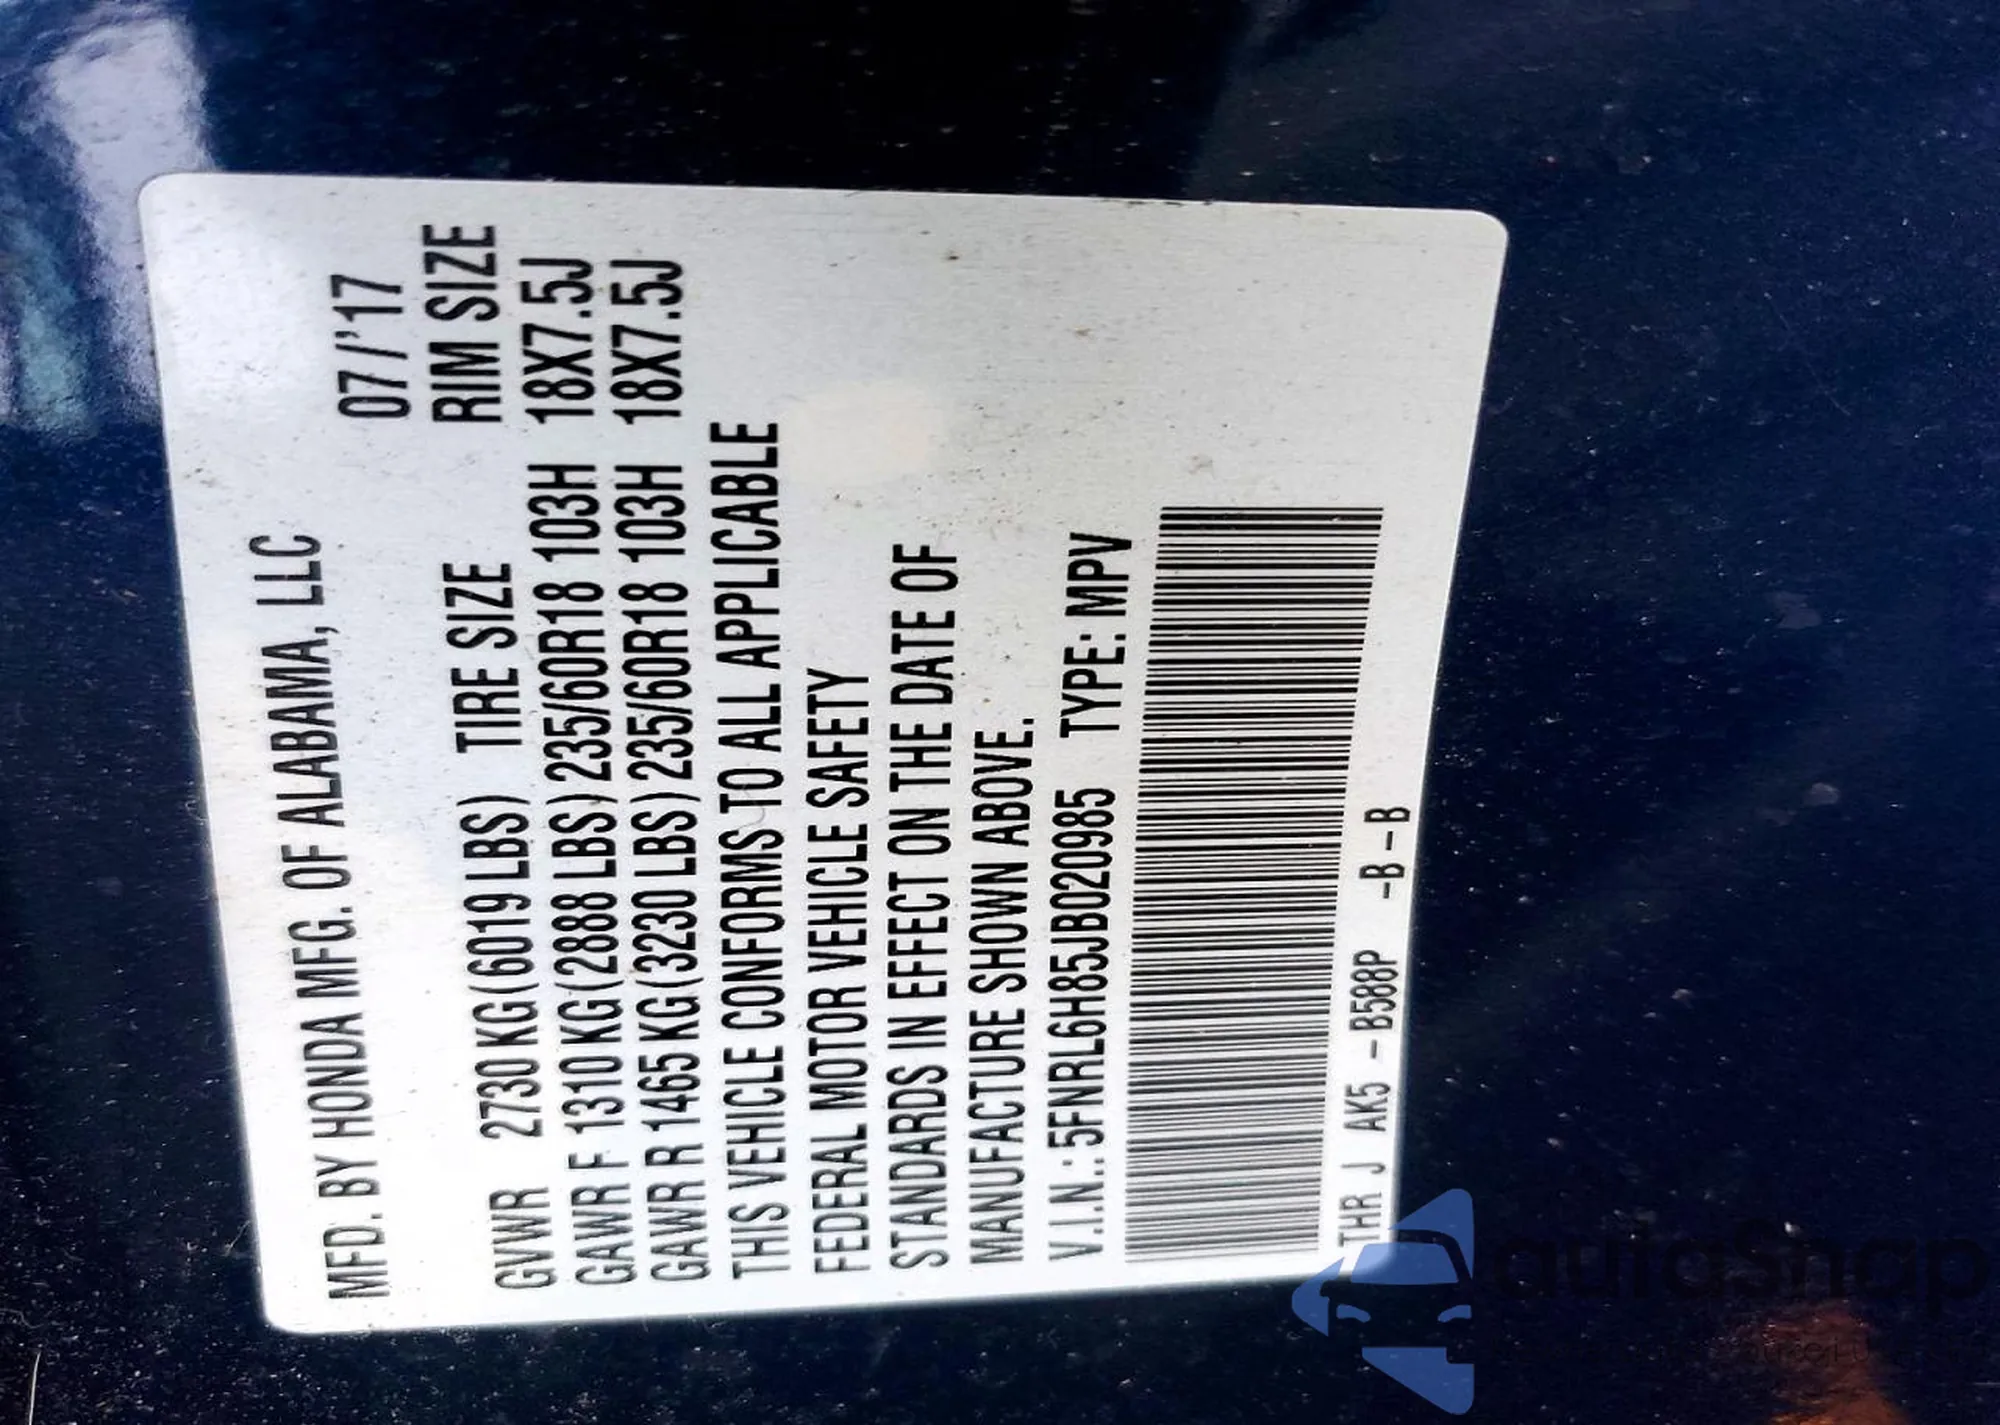 MFD. BY HONDA MFG. OF ALABAMA, LLC
07/'17
GVWR 2730 KG (6019 LBS) TIRE SIZE RIM SIZE
GAWR F 1310 KG (2888 LBS) 235/60R18 103H 18X7.5J
GAWR R 1465 KG (3230 LBS) 235/60R18 103H 18X7.5J
THIS VEHICLE CONFORMS TO ALL APPLICABLE
FEDERAL MOTOR VEHICLE SAFETY
STANDARDS IN EFFECT ON THE DATE OF
MANUFACTURE SHOWN ABOVE.
V.I.N.: 5FNRL6H85JB020985 TYPE: MPV
THR J AK5 -B588P -B-B